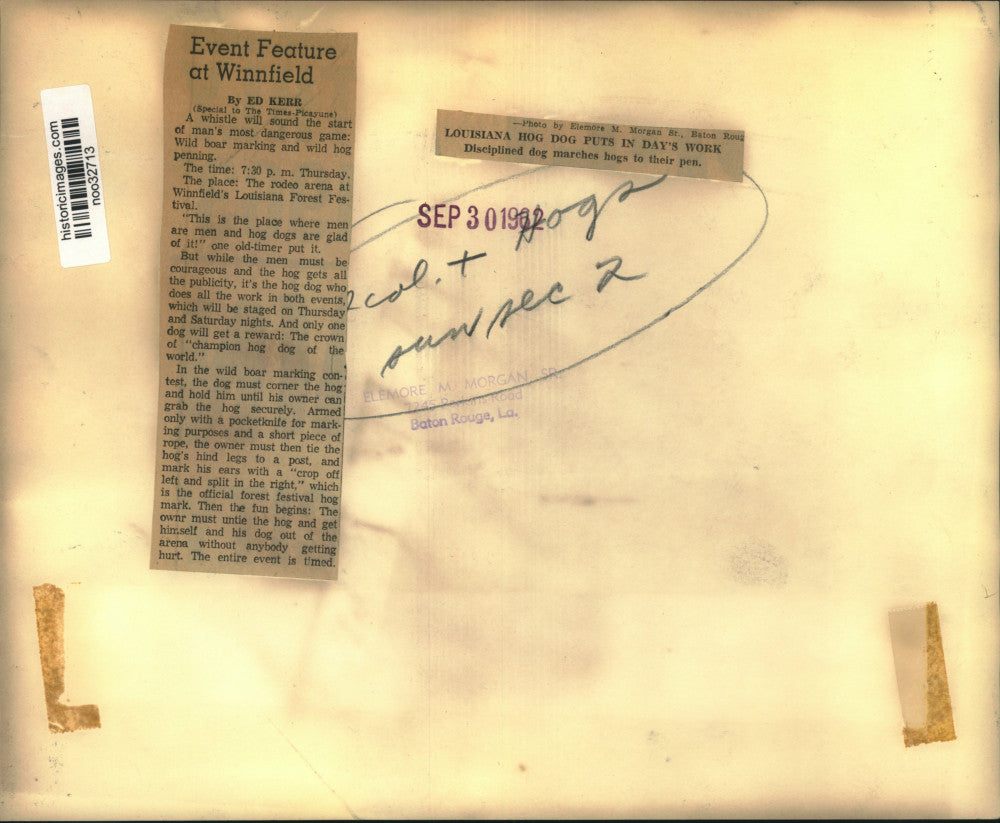 Event Feature
at Winnfield
By ED KERR
(Special to The Times-Picayune)
A whistle will sound the start
of man's most dangerous game:
Wild boar marking and wild hog
penning.
The time: 7:30 p. m. Thursday.
The place: The rodeo arena at
Winnfield's Louisiana Forest Fes-
tival.
"This is the place where men
are men and hog dogs are glad
of it!" one old-timer put it.
But while the men must be
courageous and the hog gets all
the publicity, it's the hog dog who
does all the work in both events,
which will be staged on Thursday
and Saturday nights. And only one
dog will get a reward: The crown
of "champion hog dog of the
world."
In the wild boar marking con-
test, the dog must corner the hog
and hold him until his owner can
grab the hog securely. Armed
only with a pocketknife for mark-
ing purposes and a short piece of
rope, the owner must then tie the
hog's hind legs to a post, and
mark his ears with a "crop off
left and split in the right," which
is the official forest festival hog
mark. Then the fun begins: The
ownr must untie the hog and get
himself and his dog out of the
arena without anybody getting
hurt. The entire event is timed.
—Photo by Elemore M. Morgan Sr., Baton Roug
LOUISIANA HOG DOG PUTS IN DAY'S WORK
Disciplined dog marches hogs to their pen.
SEP 30 1962
Hogs
2 col. +
sun sec 2
ELEMORE M. MORGAN SR.
Road
Baton Rouge, La.
historicimages.com
noo32713